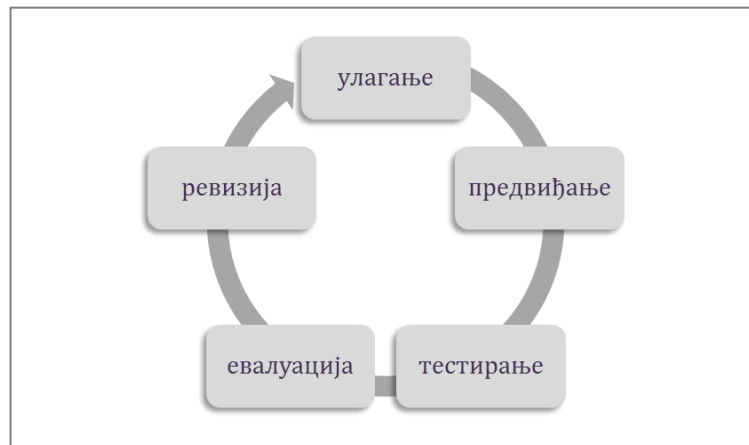 улагање
предвиђање
тестирање
евалуација
ревизија